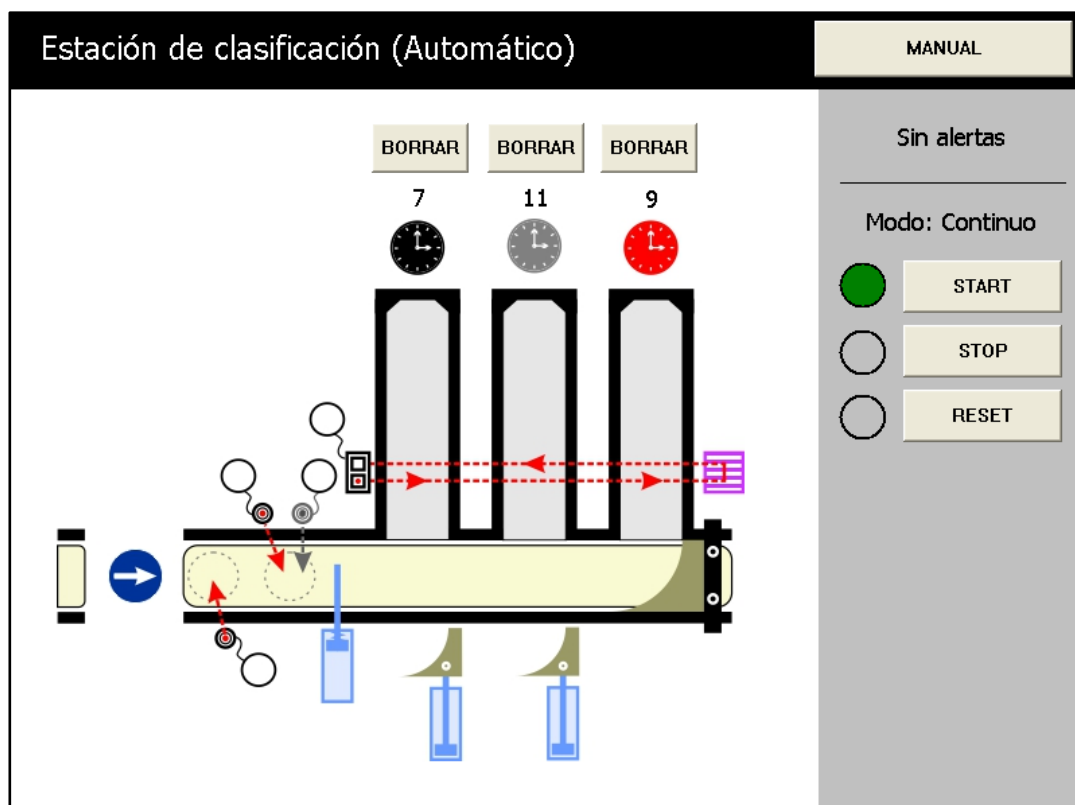 Estación de clasificación (Automático)
MANUAL
BORRAR BORRAR BORRAR
7 11 9
Sin alertas
Modo: Continuo
START
STOP
RESET